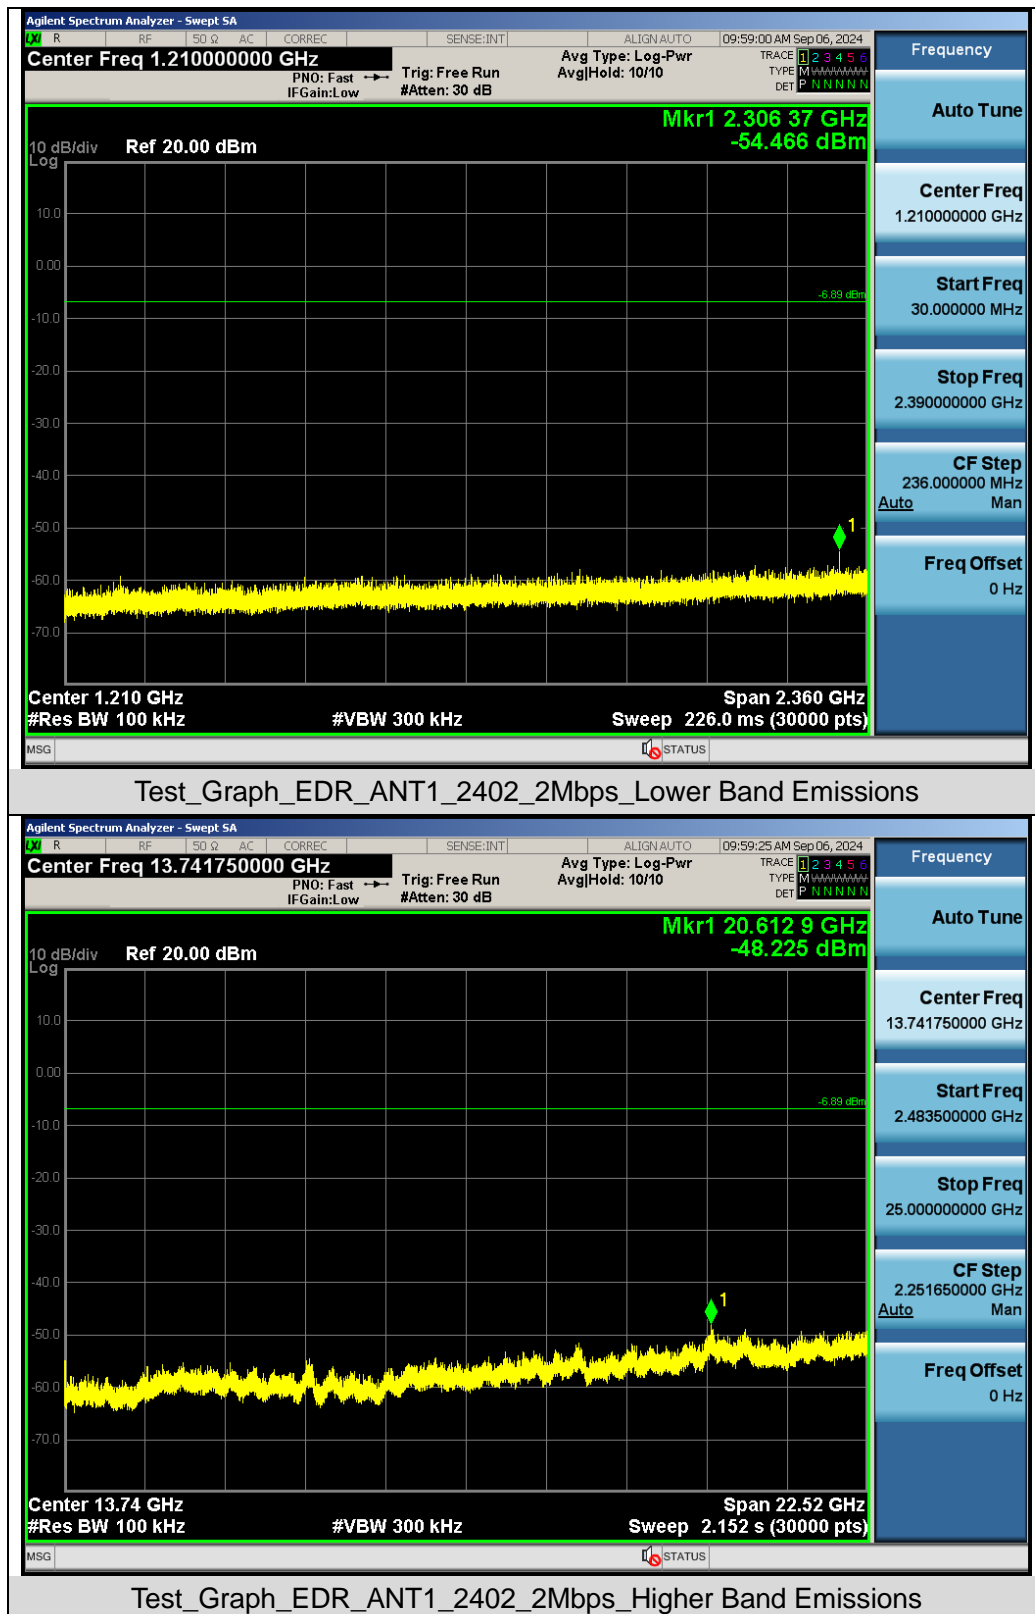 Agilent Spectrum Analyzer - Swept SA
LXI R RF 50 Ω AC CORREC SENSE:INT ALIGN AUTO 09:59:00 AM Sep 06, 2024
Center Freq 1.210000000 GHz
PNO: Fast
IFGain:Low
Trig: Free Run
#Atten: 30 dB
Avg Type: Log-Pwr
Avg|Hold: 10/10
TRACE 1 2 3 4 5 6
TYPE M
DET P N N N N N
Mkr1 2.306 37 GHz
-54.466 dBm
10 dB/div
Log
Ref 20.00 dBm
10.0
0.00
-6.89 dBm
-10.0
-20.0
-30.0
-40.0
-50.0
1
-60.0
-70.0
Center 1.210 GHz
Span 2.360 GHz
#Res BW 100 kHz
#VBW 300 kHz
Sweep 226.0 ms (30000 pts)
MSG
STATUS
Frequency
Auto Tune
Center Freq
1.210000000 GHz
Start Freq
30.000000 MHz
Stop Freq
2.390000000 GHz
CF Step
236.000000 MHz
Auto Man
Freq Offset
0 Hz
Test_Graph_EDR_ANT1_2402_2Mbps_Lower Band Emissions
Agilent Spectrum Analyzer - Swept SA
LXI R RF 50 Ω AC CORREC SENSE:INT ALIGN AUTO 09:59:25 AM Sep 06, 2024
Center Freq 13.741750000 GHz
PNO: Fast
IFGain:Low
Trig: Free Run
#Atten: 30 dB
Avg Type: Log-Pwr
Avg|Hold: 10/10
TRACE 1 2 3 4 5 6
TYPE M
DET P N N N N N
Mkr1 20.612 9 GHz
-48.225 dBm
10 dB/div
Log
Ref 20.00 dBm
10.0
0.00
-6.89 dBm
-10.0
-20.0
-30.0
-40.0
1
-50.0
-60.0
-70.0
Center 13.74 GHz
Span 22.52 GHz
#Res BW 100 kHz
#VBW 300 kHz
Sweep 2.152 s (30000 pts)
MSG
STATUS
Frequency
Auto Tune
Center Freq
13.741750000 GHz
Start Freq
2.483500000 GHz
Stop Freq
25.000000000 GHz
CF Step
2.251650000 GHz
Auto Man
Freq Offset
0 Hz
Test_Graph_EDR_ANT1_2402_2Mbps_Higher Band Emissions